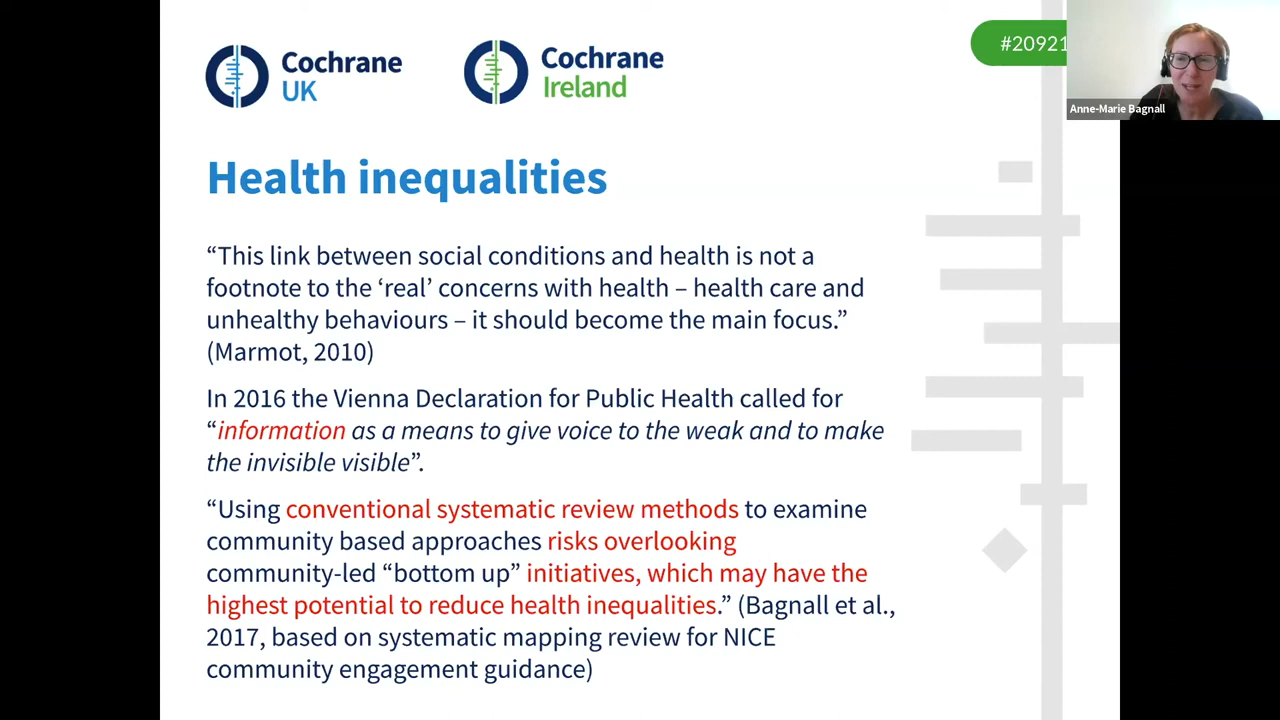 Cochrane
UK
Cochrane
Ireland
#20921
Anne-Marie Bagnall
Health inequalities
“This link between social conditions and health is not a
footnote to the ‘real’ concerns with health – health care and
unhealthy behaviours – it should become the main focus.”
(Marmot, 2010)
In 2016 the Vienna Declaration for Public Health called for
“information as a means to give voice to the weak and to make
the invisible visible”.
“Using conventional systematic review methods to examine
community based approaches risks overlooking
community-led “bottom up” initiatives, which may have the
highest potential to reduce health inequalities.” (Bagnall et al.,
2017, based on systematic mapping review for NICE
community engagement guidance)